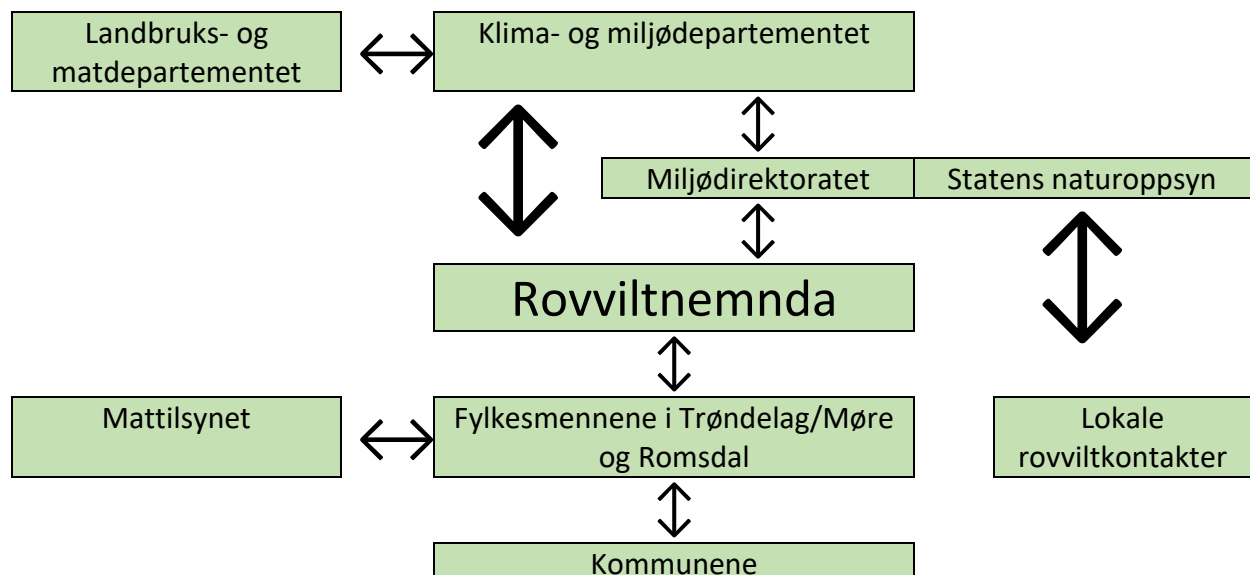 Landbruks- og
matdepartementet
Klima- og miljødepartementet
Miljødirektoratet
Statens naturoppsyn
Rovviltnemnda
Mattilsynet
Fylkesmennene i Trøndelag/Møre
og Romsdal
Lokale
rovviltkontakter
Kommunene